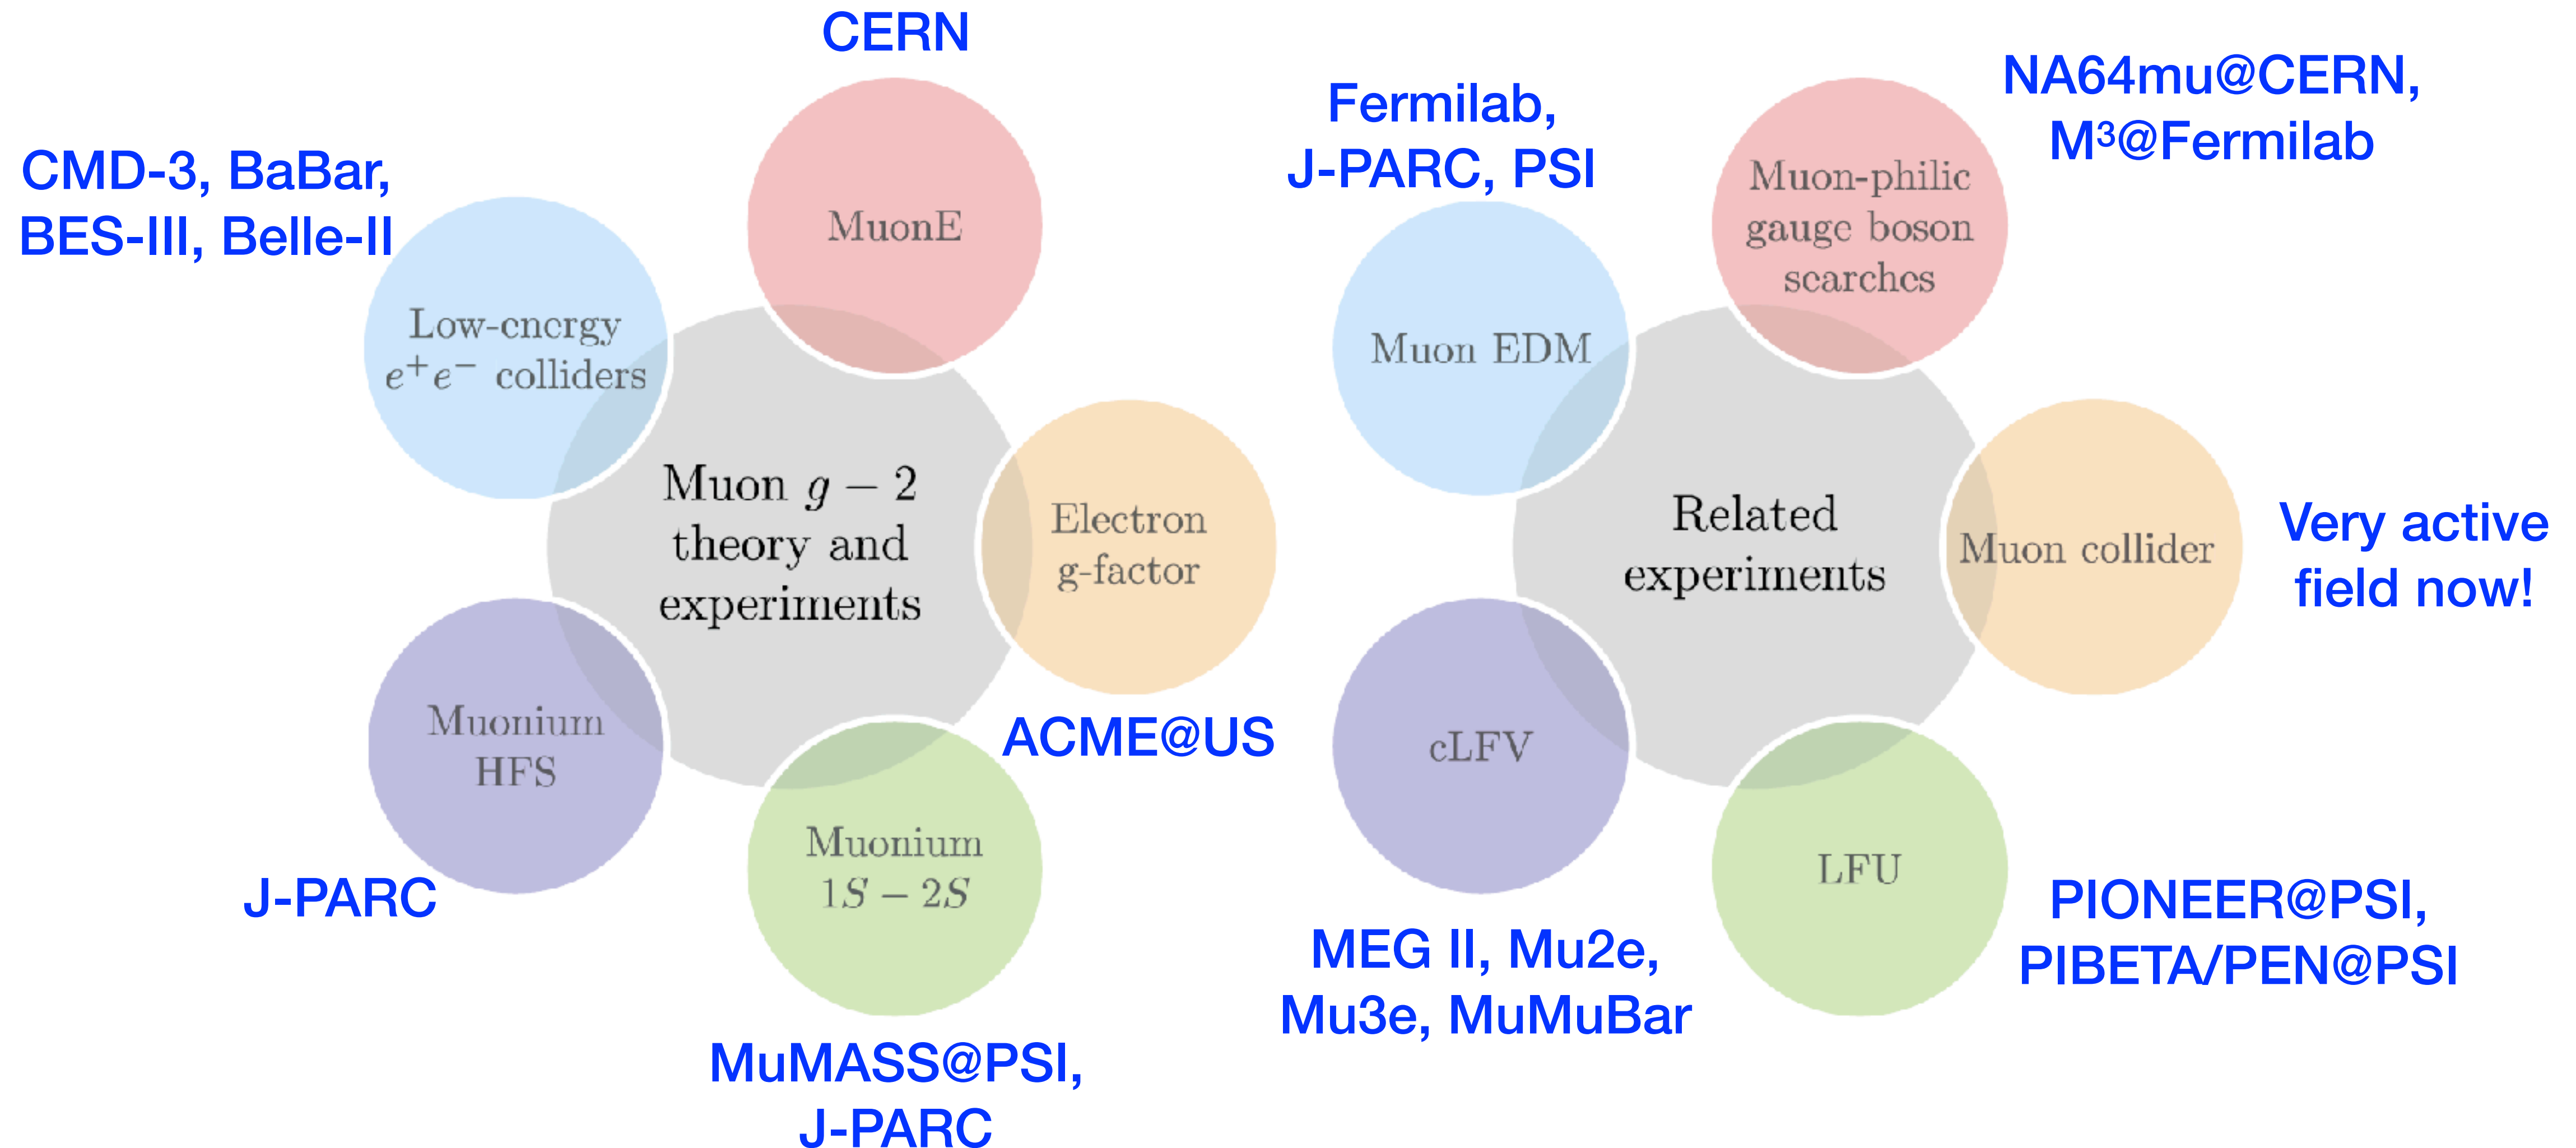 CERN
MuonE
CMD-3, BaBar,
BES-III, Belle-II
Low-energy
e⁺e⁻ colliders
Muon g − 2
theory and
experiments
Electron
g-factor
ACME@US
Muonium
HFS
J-PARC
Muonium
1S − 2S
MuMASS@PSI,
J-PARC
Fermilab,
J-PARC, PSI
Muon EDM
NA64mu@CERN,
M³@Fermilab
Muon-philic
gauge boson
searches
Related
experiments
Muon collider
Very active
field now!
cLFV
MEG II, Mu2e,
Mu3e, MuMuBar
LFU
PIONEER@PSI,
PIBETA/PEN@PSI